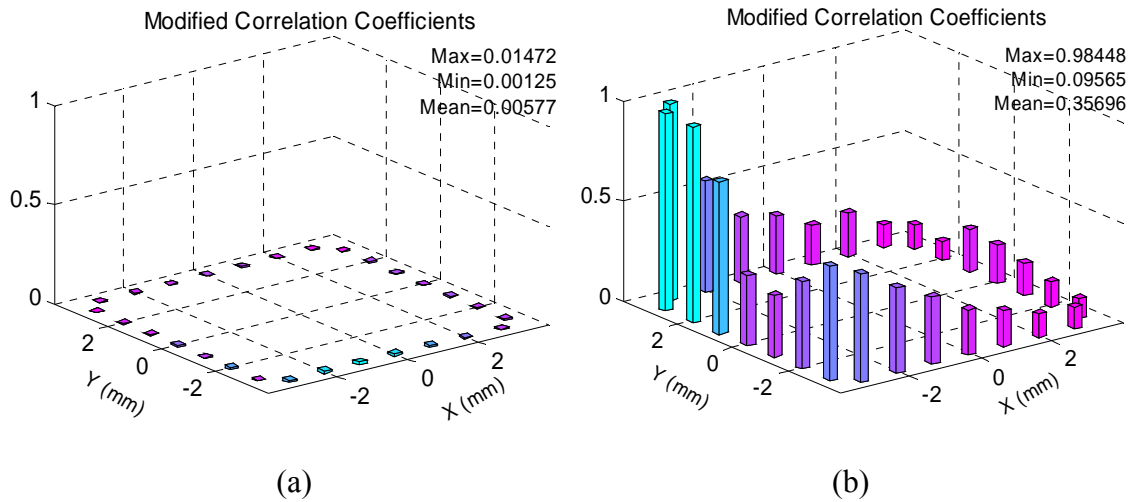 Modified Correlation Coefficients
Max=0.01472
Min=0.00125
Mean=0.00577
1
0.5
0
2
0
-2
Y (mm)
-2
0
2
X (mm)
(a)
Modified Correlation Coefficients
Max=0.98448
Min=0.09565
Mean=0.35696
1
0.5
0
2
0
-2
Y (mm)
-2
0
2
X (mm)
(b)